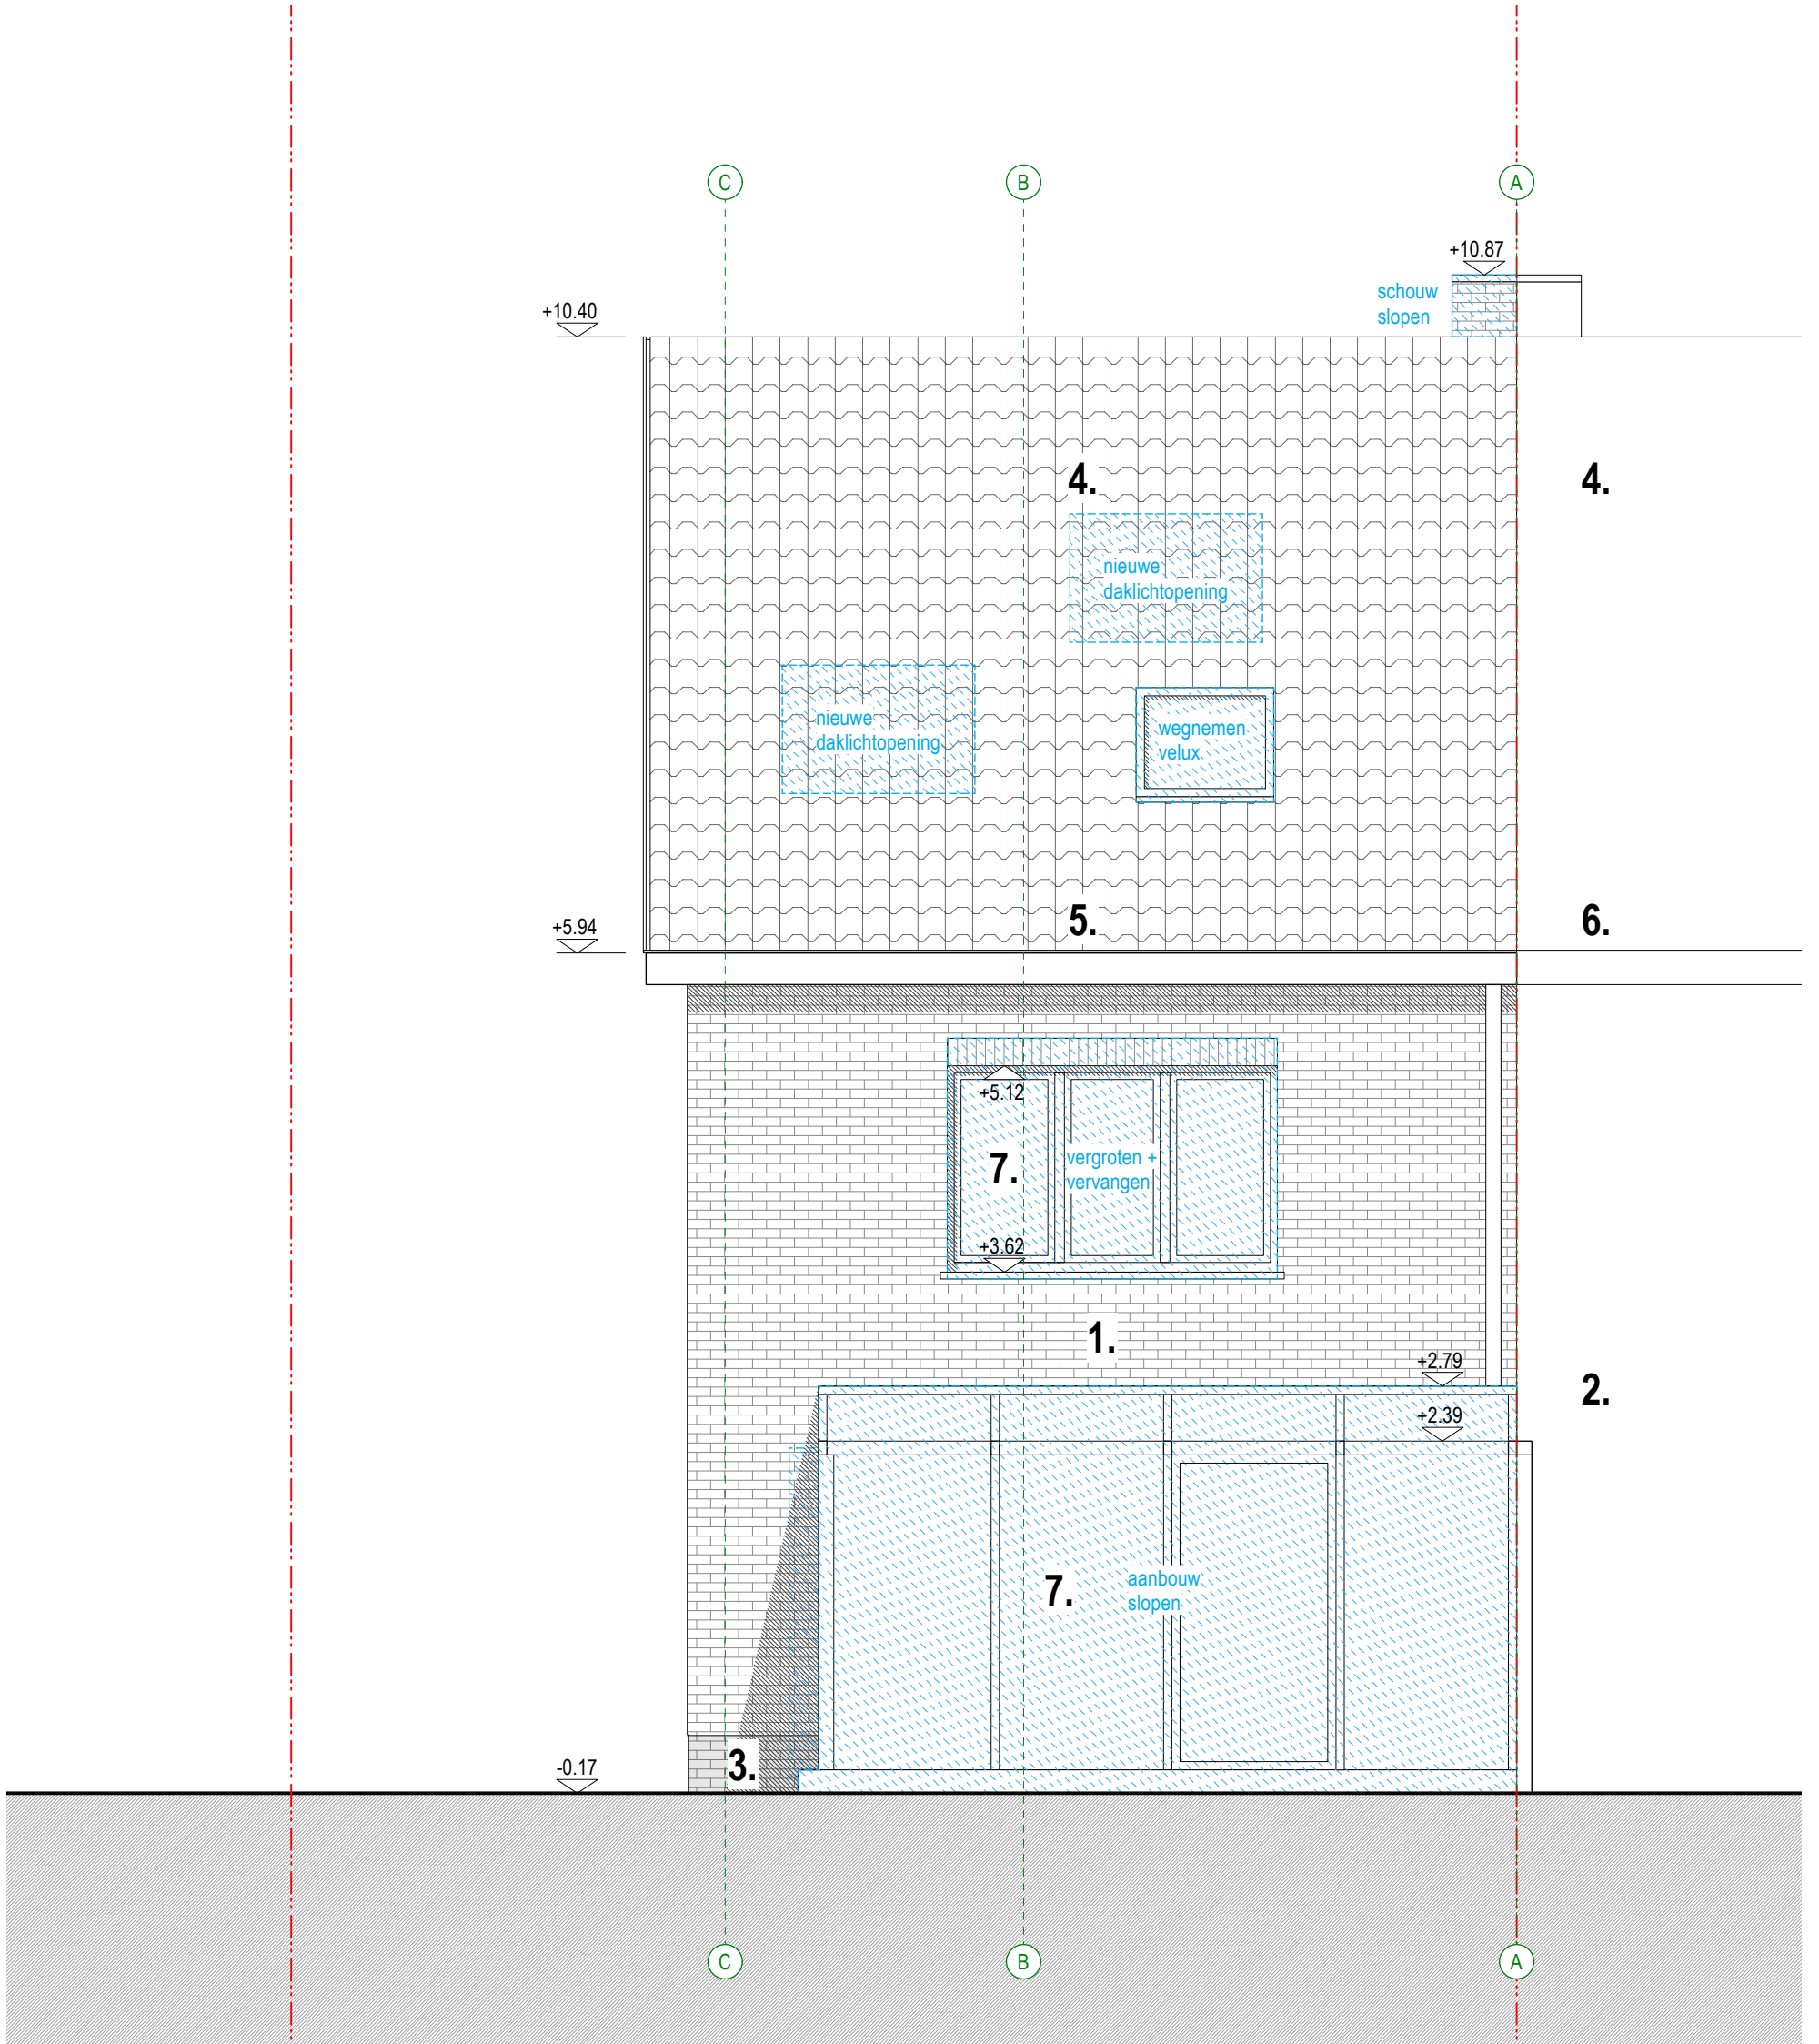 C
B
A
+10.87
schouw
slopen
+10.40
4.
4.
nieuwe
daklichtopening
nieuwe
daklichtopening
wegnemen
velux
5.
6.
+5.94
+5.12
7.
vergroten +
vervangen
+3.62
1.
+2.79
2.
+2.39
7.
aanbouw
slopen
3.
-0.17
C
B
A